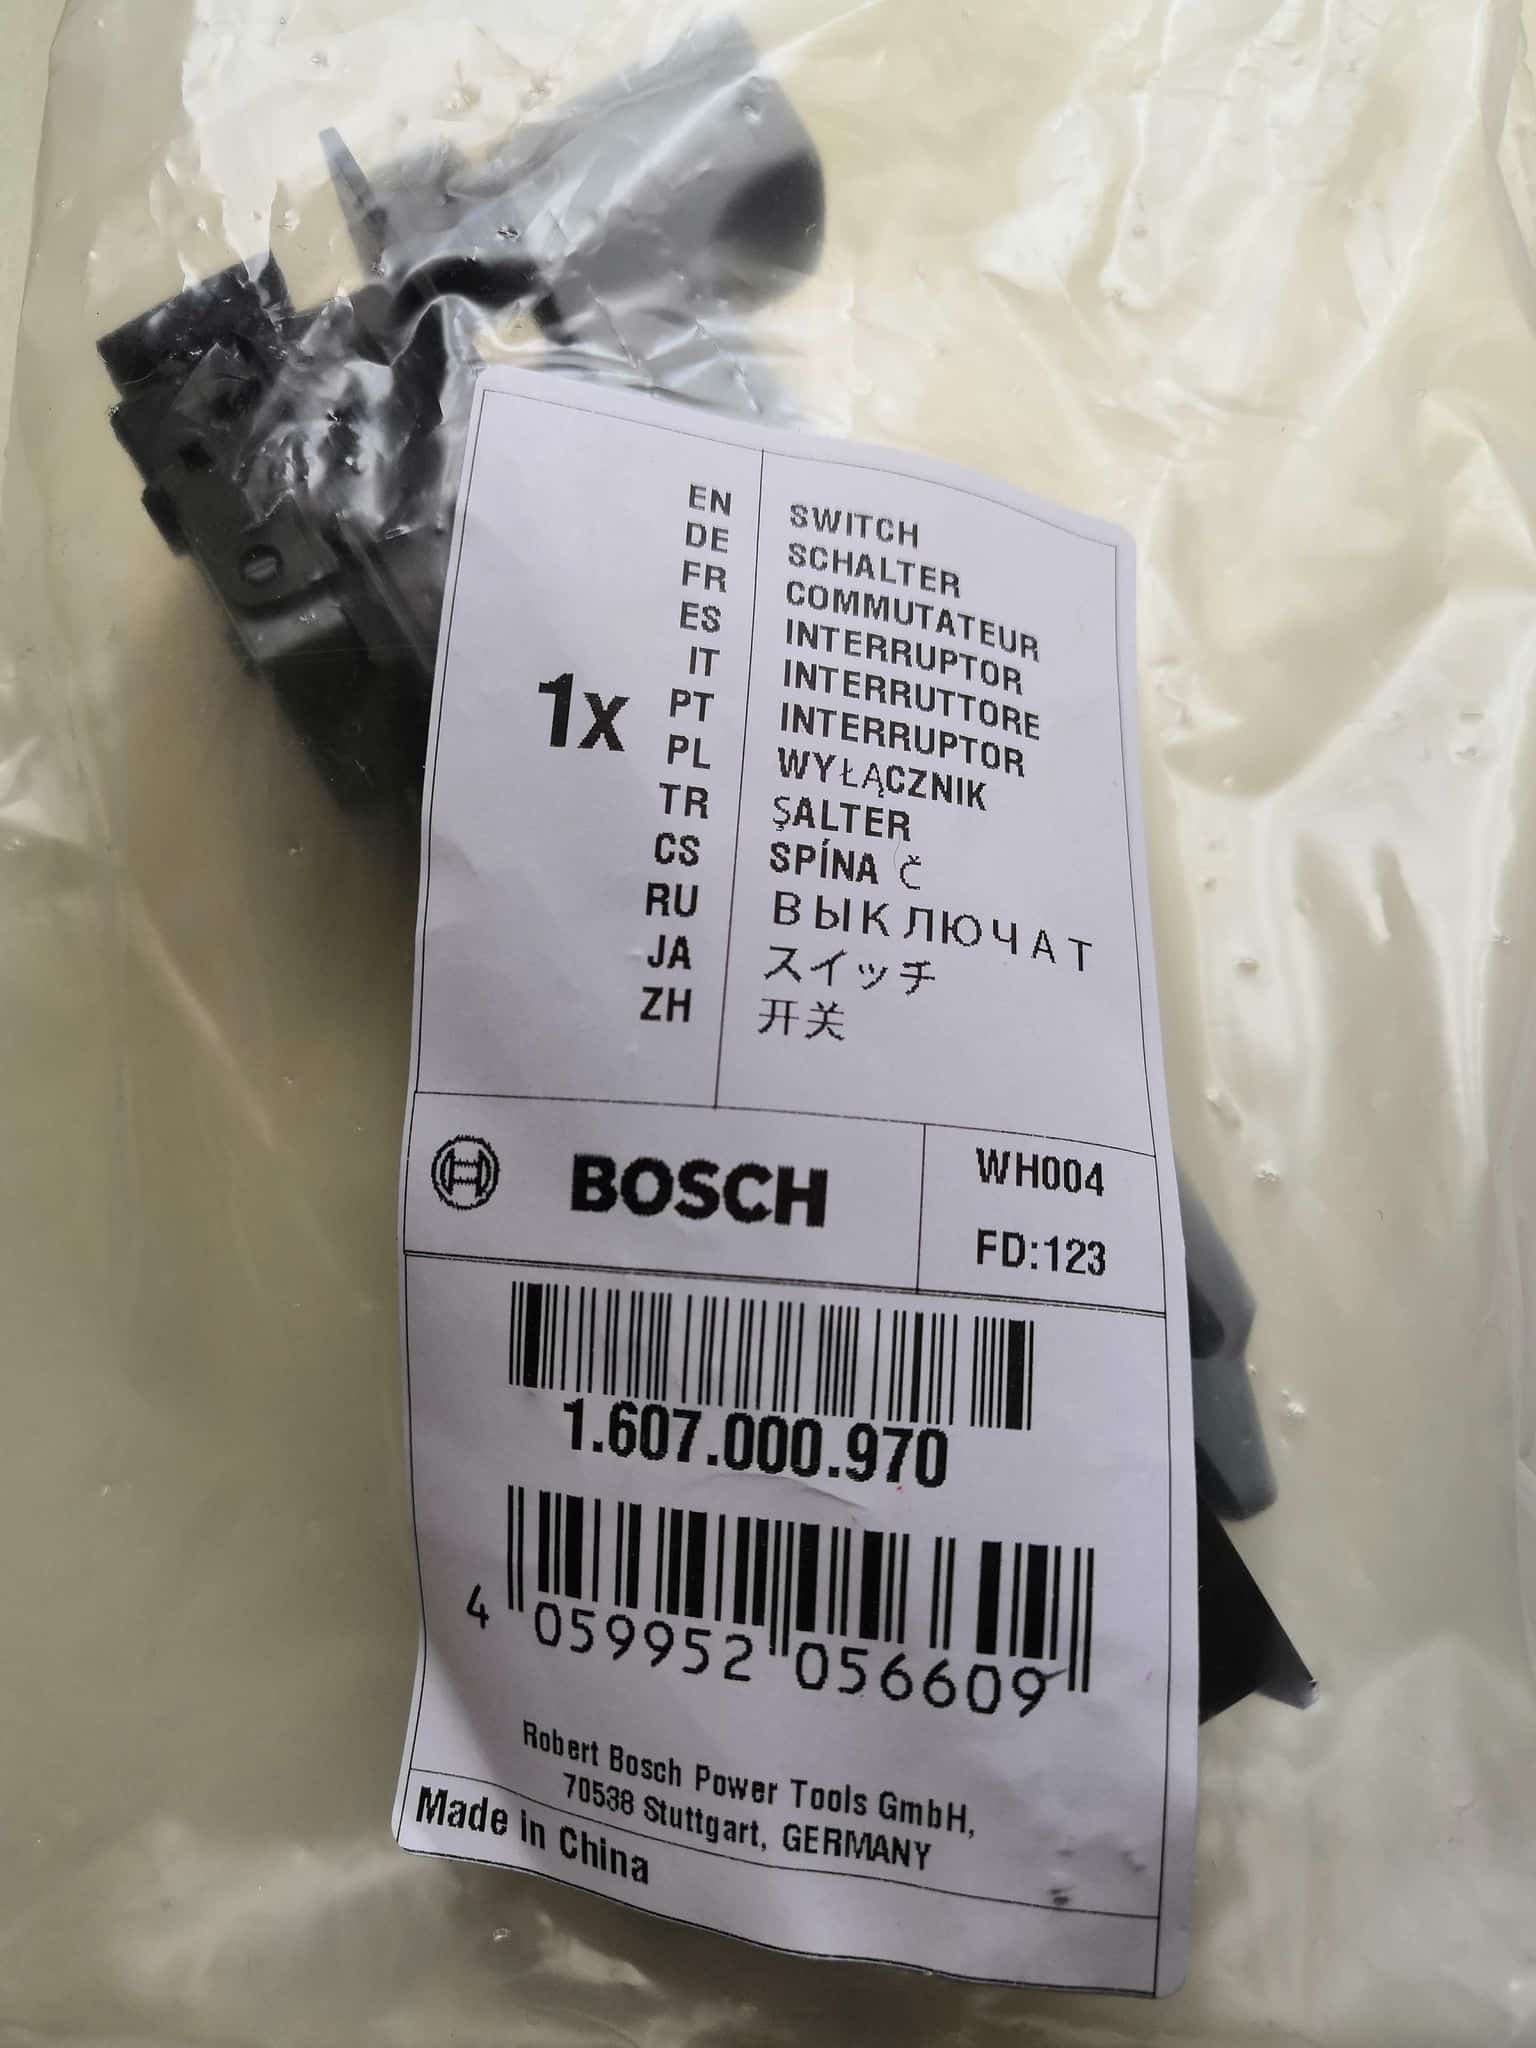 1x
EN SWITCH
DE SCHALTER
FR COMMUTATEUR
ES INTERRUPTOR
IT INTERRUTTORE
PT INTERRUPTOR
PL WYŁĄCZNIK
TR ŞALTER
CS SPÍNA Č
RU ВЫКЛЮЧАТ
JA スイッチ
ZH 开关
BOSCH
WH004
FD:123
1.607.000.970
4 059952 056609
Robert Bosch Power Tools GmbH,
70538 Stuttgart, GERMANY
Made in China